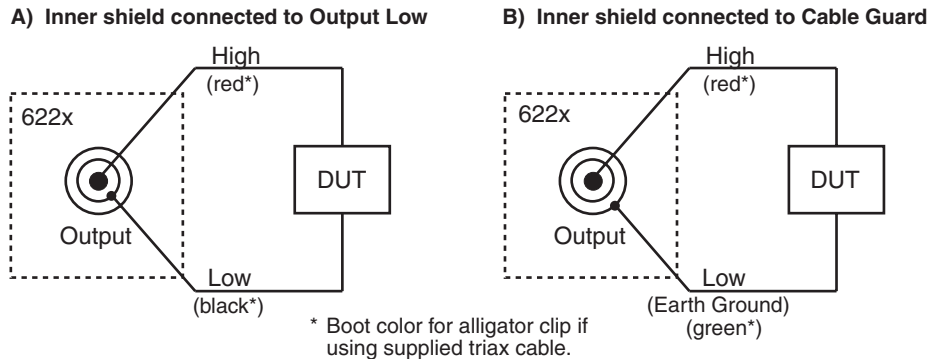 A) Inner shield connected to Output Low
High
(red*)
622x
DUT
Output
Low
(black*)
B) Inner shield connected to Cable Guard
High
(red*)
622x
DUT
Output
Low
(Earth Ground)
(green*)
* Boot color for alligator clip if
using supplied triax cable.